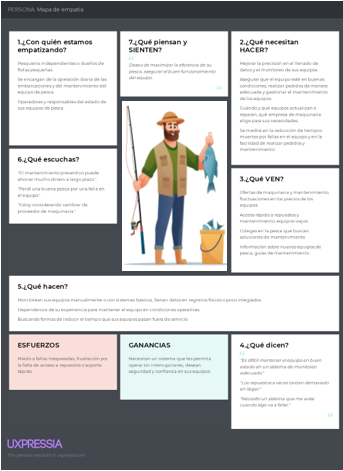 PERSONA Mapa de empatía
1.¿Con quién estamos
empatizando?
Pesqueros independientes o dueños de
flotas pequeñas
Se encargan de la operación diaria de las
embarcaciones y del mantenimiento del
equipo de pesca
Operadores y responsables del estado de
sus equipos de pesca
7.¿Qué piensan y
SIENTEN?
"Deseo de maximizar la eficiencia de su
pesca, asegurar el buen funcionamiento
del equipo.
2.¿Qué necesitan
HACER?
Mejorar la precisión en el llenado de
datos y el monitoreo de sus equipos.
Asegurar que el equipo esté en buenas
condiciones, realizar pedidos de manera
adecuada y gestionar el mantenimiento
de los equipos.
Cuándo y qué equipos actualizan o
reparan, qué empresa de maquinaria
elige para sus necesidades.
Se medirá en la reducción de tiempos
muertos por fallas en el equipo y en la
facilidad de realizar pedidos y
mantenimiento
6.¿Qué escuchas?
"El mantenimiento preventivo puede
ahorrar mucho dinero a largo plazo"
"Perdí una buena pesca por una falla en
el equipo"
"Estoy considerando cambiar de
proveedor de maquinaria"
3.¿Qué VEN?
Ofertas de maquinaria y mantenimiento,
fluctuaciones en los precios de los
equipos.
Acceso rápido a repuestos y
mantenimiento, equipos viejos
Colegas en la pesca que buscan
soluciones de mantenimiento
Información sobre nuevos equipos de
pesca, guías de mantenimiento
5.¿Qué hacen?
Monitorean sus equipos manualmente o con sistemas básicos, llenan datos en registros físicos o poco integrados
Dependencia de su experiencia para mantener el equipo en condiciones operativas
Buscando formas de reducir el tiempo que sus equipos pasan fuera de servicio
ESFUERZOS
Miedo a fallas inesperadas, frustración por
la falta de acceso a repuestos o soporte
rápido
GANANCIAS
Necesitan un sistema que les permita
operar sin interrupciones, desean
seguridad y confianza en sus equipos
4.¿Qué dicen?
"Es difícil mantener el equipo en buen
estado sin un sistema de monitoreo
adecuado."
"Los repuestos a veces tardan demasiado
en llegar."
"Necesito un sistema que me avise
cuando algo va a fallar."
UXPRESSIA
This persona was built in uxpressia.com